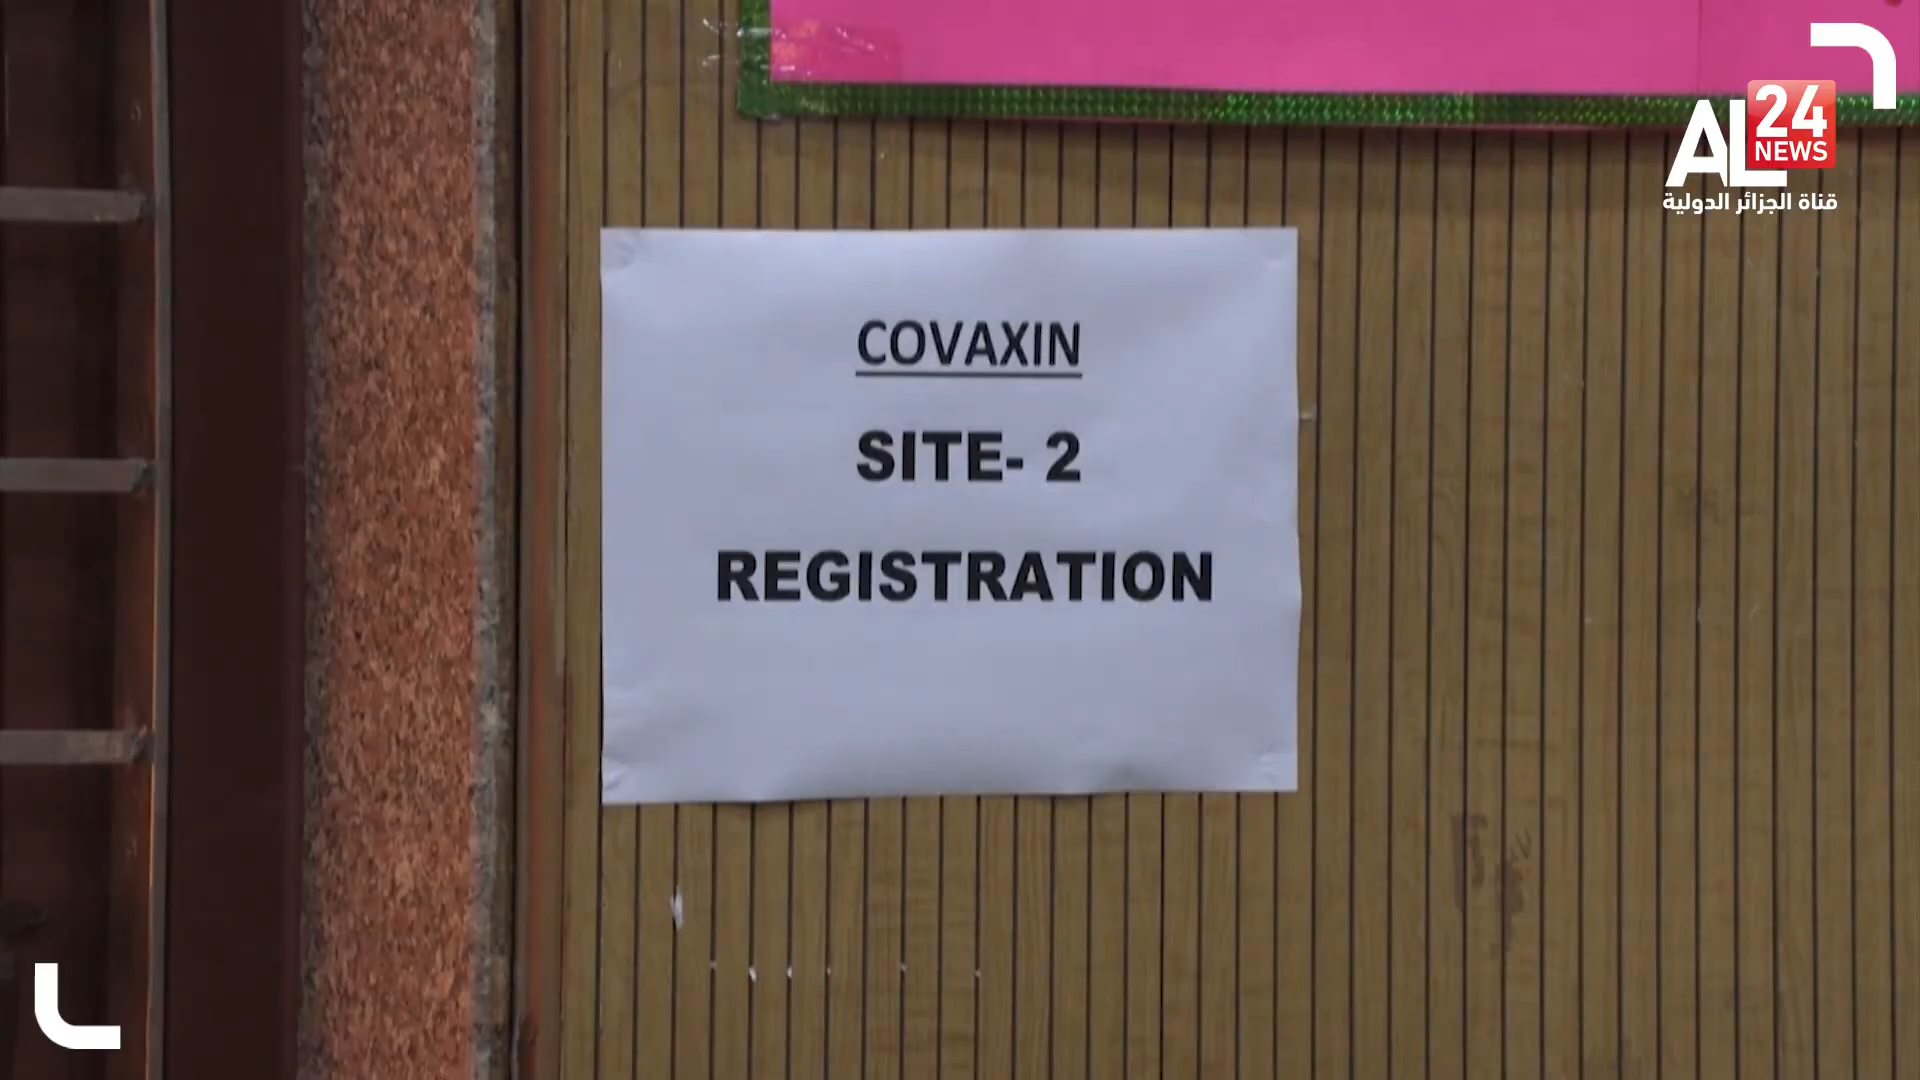 AL
24
NEWS
قناة الجزائر الدولية
COVAXIN
SITE- 2
REGISTRATION